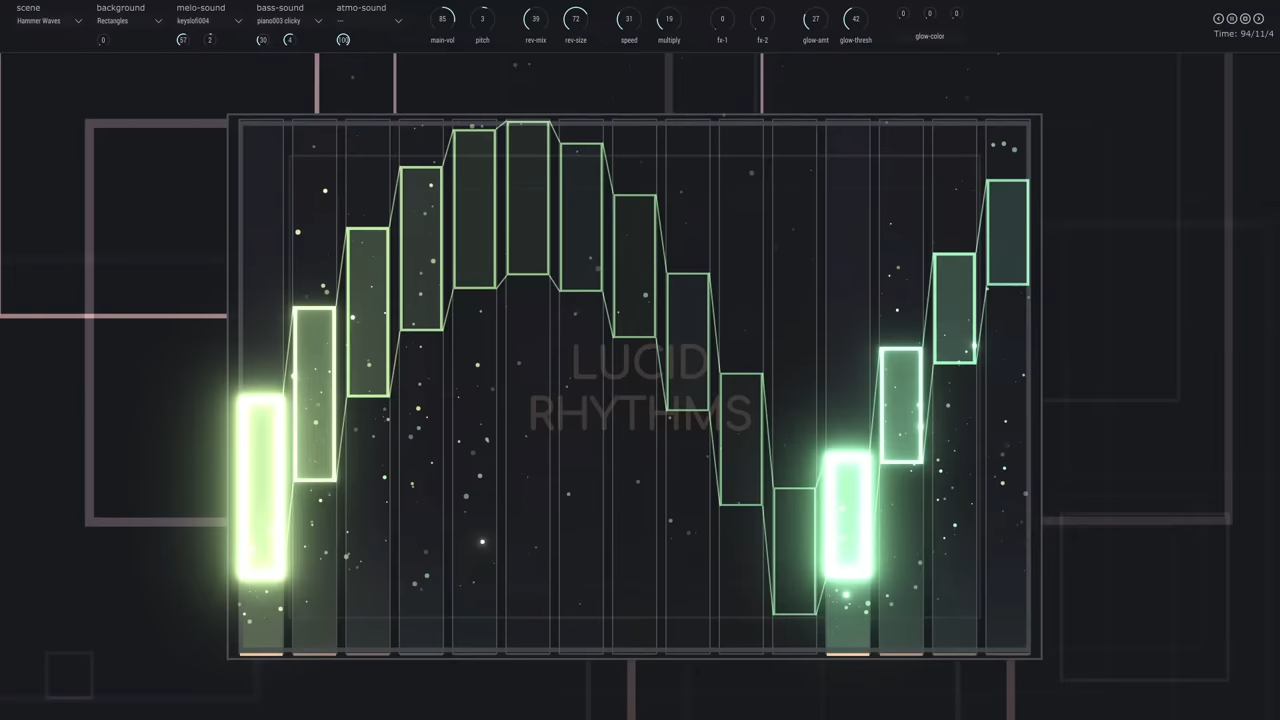 scene
Hammer Waves
background
Rectangles
0
melo-sound
keyslofi004
57
2
bass-sound
piano003 clicky
30
4
atmo-sound
---
100
85
main-vol
3
pitch
39
rev-mix
72
rev-size
31
speed
19
multiply
0
fx-1
0
fx-2
27
glow-amt
42
glow-thresh
0 0 0
glow-color
Time: 94/11/4
LUCID
RHYTHMS